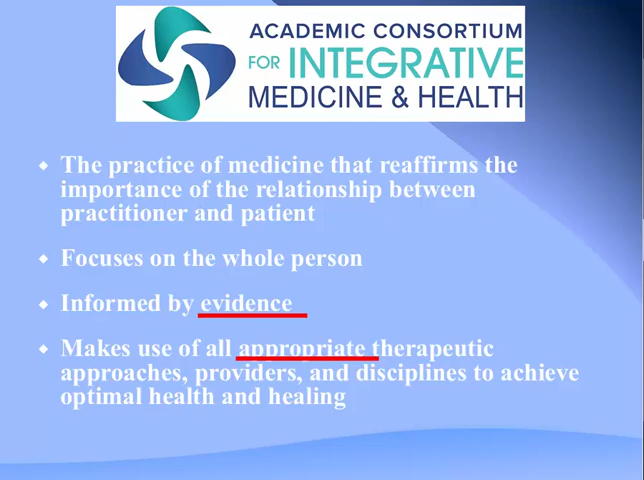 ACADEMIC CONSORTIUM
FOR INTEGRATIVE
MEDICINE & HEALTH
The practice of medicine that reaffirms the
importance of the relationship between
practitioner and patient
Focuses on the whole person
Informed by evidence
Makes use of all appropriate therapeutic
approaches, providers, and disciplines to achieve
optimal health and healing